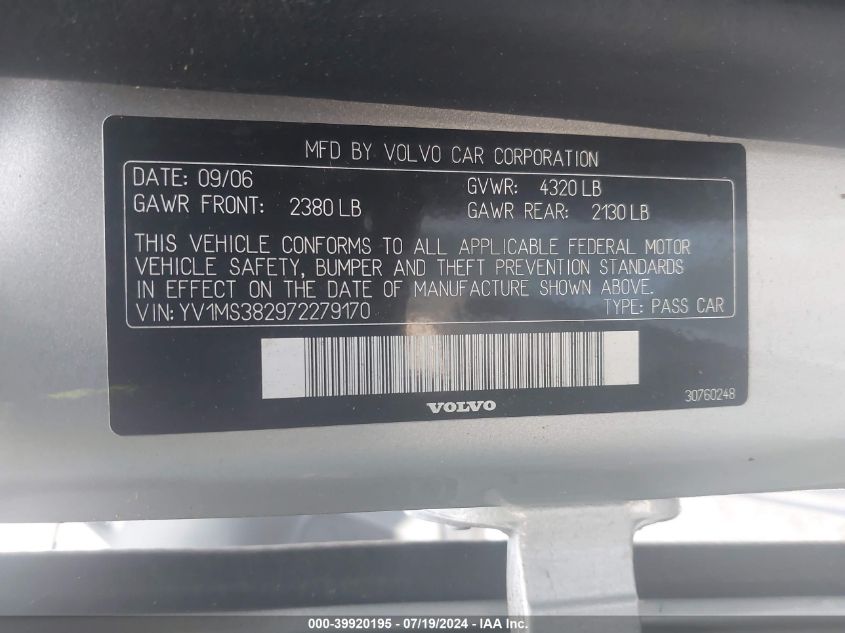 MFD BY VOLVO CAR CORPORATION
DATE: 09/06 GVWR: 4320 LB
GAWR FRONT: 2380 LB GAWR REAR: 2130 LB
THIS VEHICLE CONFORMS TO ALL APPLICABLE FEDERAL MOTOR
VEHICLE SAFETY, BUMPER AND THEFT PREVENTION STANDARDS
IN EFFECT ON THE DATE OF MANUFACTURE SHOWN ABOVE.
VIN: YV1MS382972279170 TYPE: PASS CAR
VOLVO
30760248
000-39920195 - 07/19/2024 - IAA Inc.